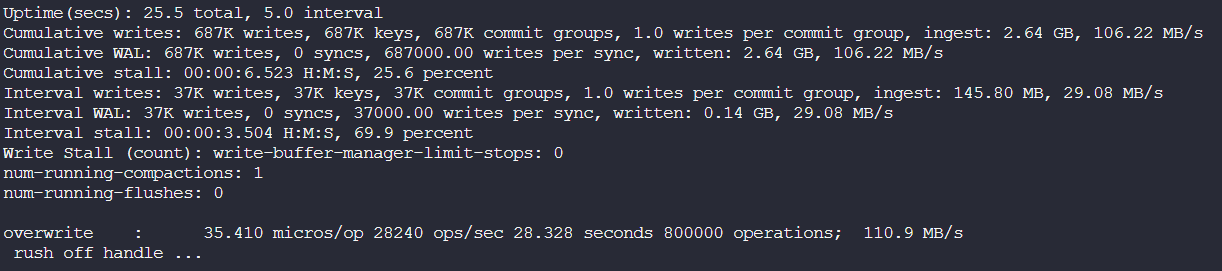 Uptime(secs): 25.5 total, 5.0 interval
Cumulative writes: 687K writes, 687K keys, 687K commit groups, 1.0 writes per commit group, ingest: 2.64 GB, 106.22 MB/s
Cumulative WAL: 687K writes, 0 syncs, 687000.00 writes per sync, written: 2.64 GB, 106.22 MB/s
Cumulative stall: 00:00:6.523 H:M:S, 25.6 percent
Interval writes: 37K writes, 37K keys, 37K commit groups, 1.0 writes per commit group, ingest: 145.80 MB, 29.08 MB/s
Interval WAL: 37K writes, 0 syncs, 37000.00 writes per sync, written: 0.14 GB, 29.08 MB/s
Interval stall: 00:00:3.504 H:M:S, 69.9 percent
Write Stall (count): write-buffer-manager-limit-stops: 0
num-running-compactions: 1
num-running-flushes: 0
overwrite    :      35.410 micros/op 28240 ops/sec 28.328 seconds 800000 operations;  110.9 MB/s
rush off handle ...